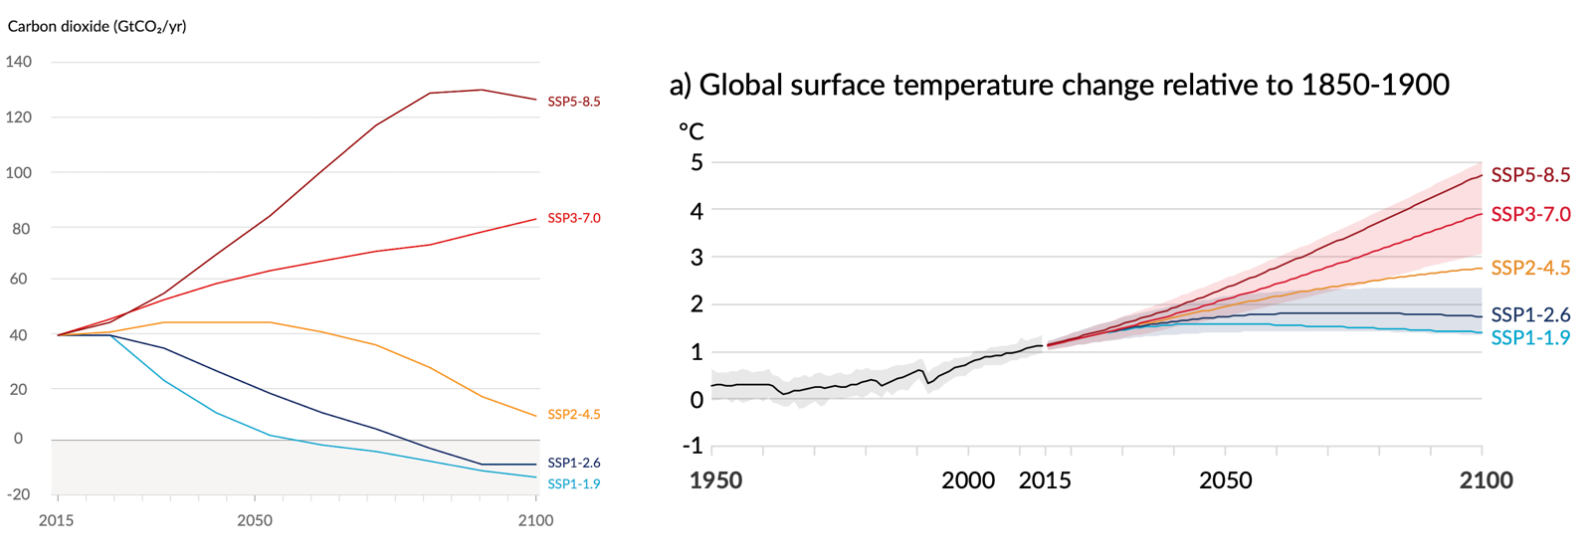 Carbon dioxide (GtCO₂/yr)
140
120
100
80
60
40
20
0
-20
SSP5-8.5
SSP3-7.0
SSP2-4.5
SSP1-2.6
SSP1-1.9
2015 2050 2100
a) Global surface temperature change relative to 1850-1900
°C
5
4
3
2
1
0
-1
SSP5-8.5
SSP3-7.0
SSP2-4.5
SSP1-2.6
SSP1-1.9
1950 2000 2015 2050 2100